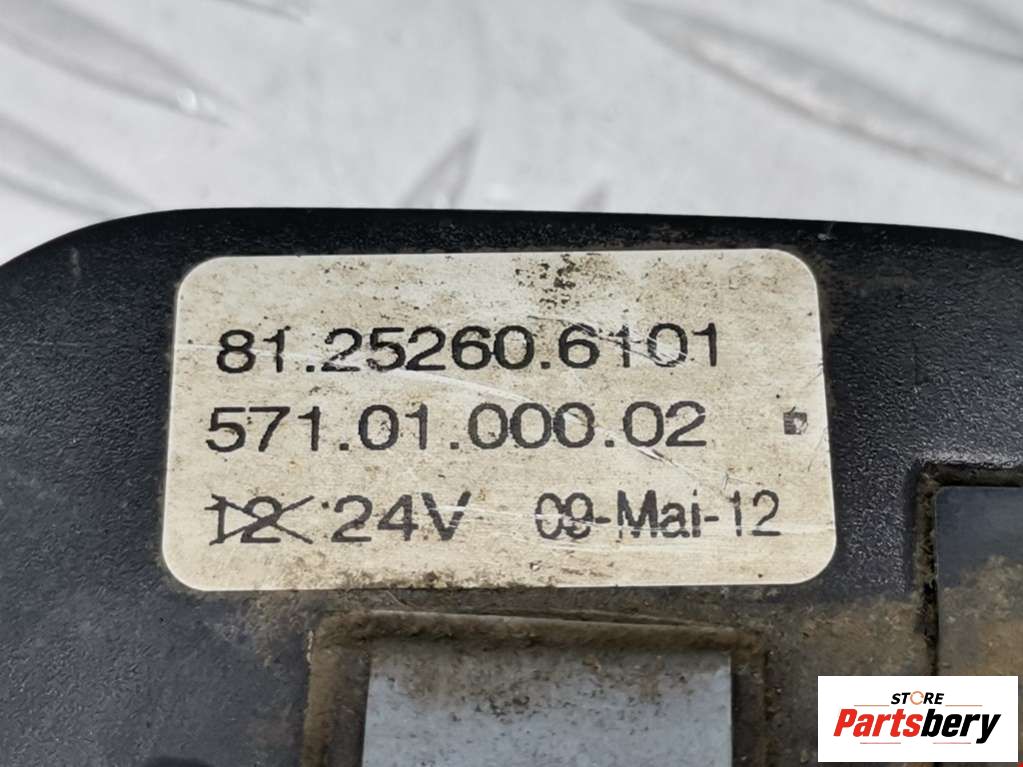 81.25260.6101
571.01.000.02
12 24V 09-Mai-12
STORE
Partsbery